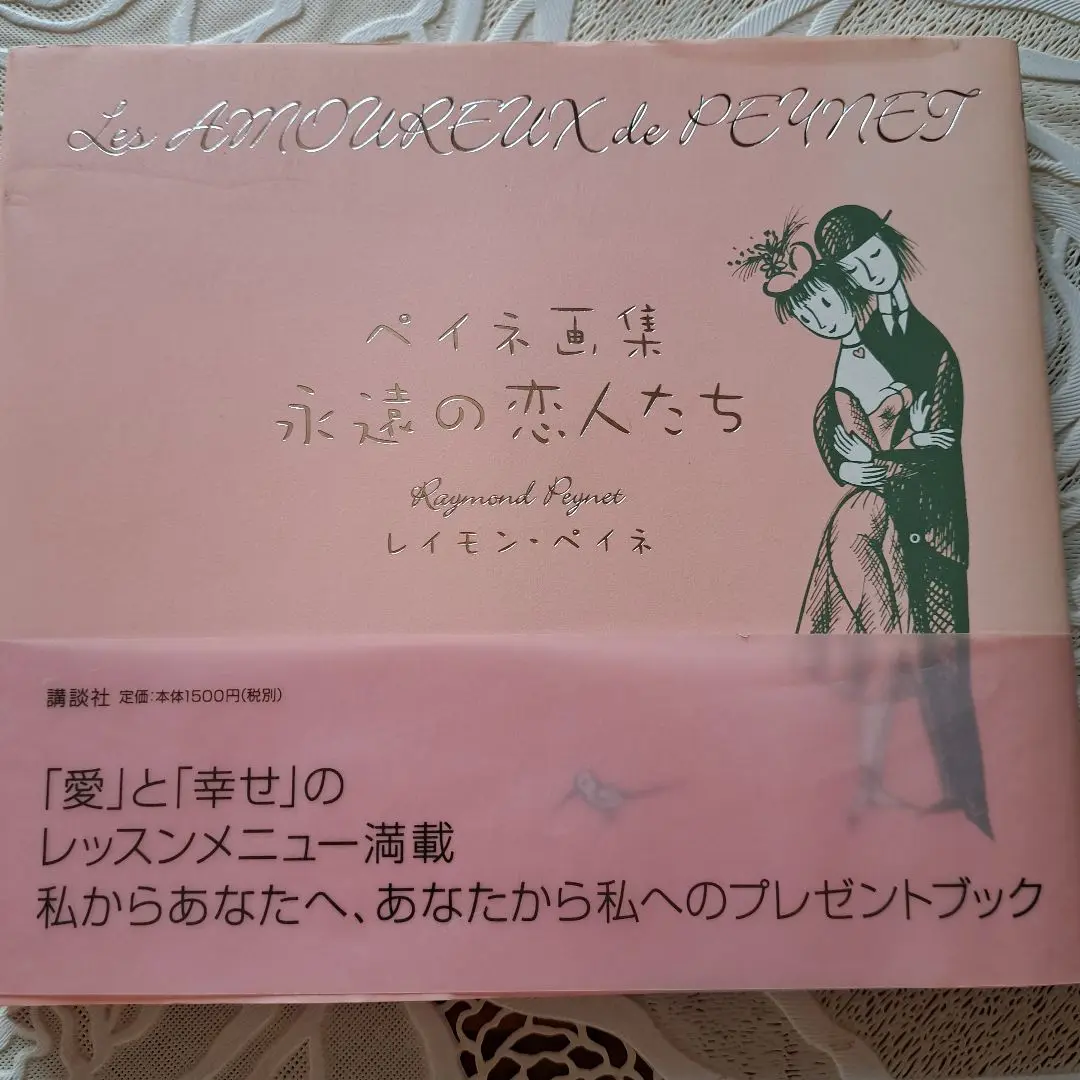 Les AMOUREUX de PEYNET
ペイネ画集
永遠の恋人たち
Raymond Peynet
レイモン・ペイネ
講談社 定価:本体1500円(税別)
「愛」と「幸せ」の
レッスンメニュー満載
私からあなたへ、あなたから私へのプレゼントブック